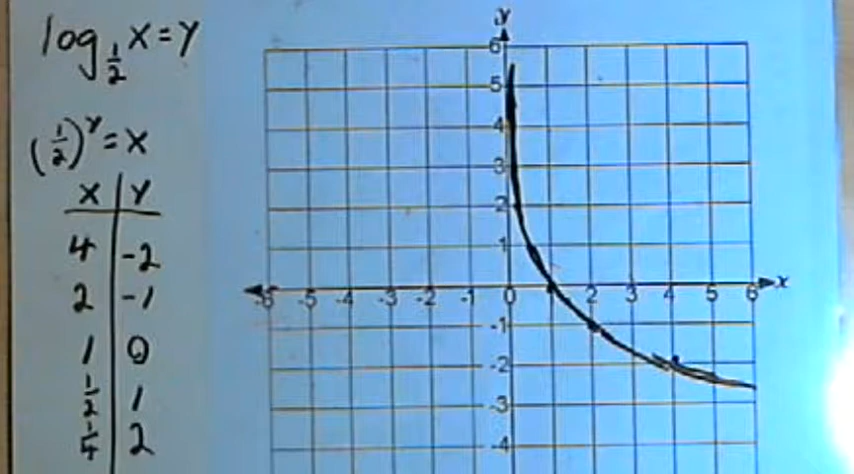 log_{1/2} x = y
(1/2)^y = x
x | y
4 | -2
2 | -1
1 | 0
1/2 | 1
1/4 | 2
y
6
5
4
3
2
1
-6 -5 -4 -3 -2 -1 0 1 2 3 4 5 6 x
-1
-2
-3
-4